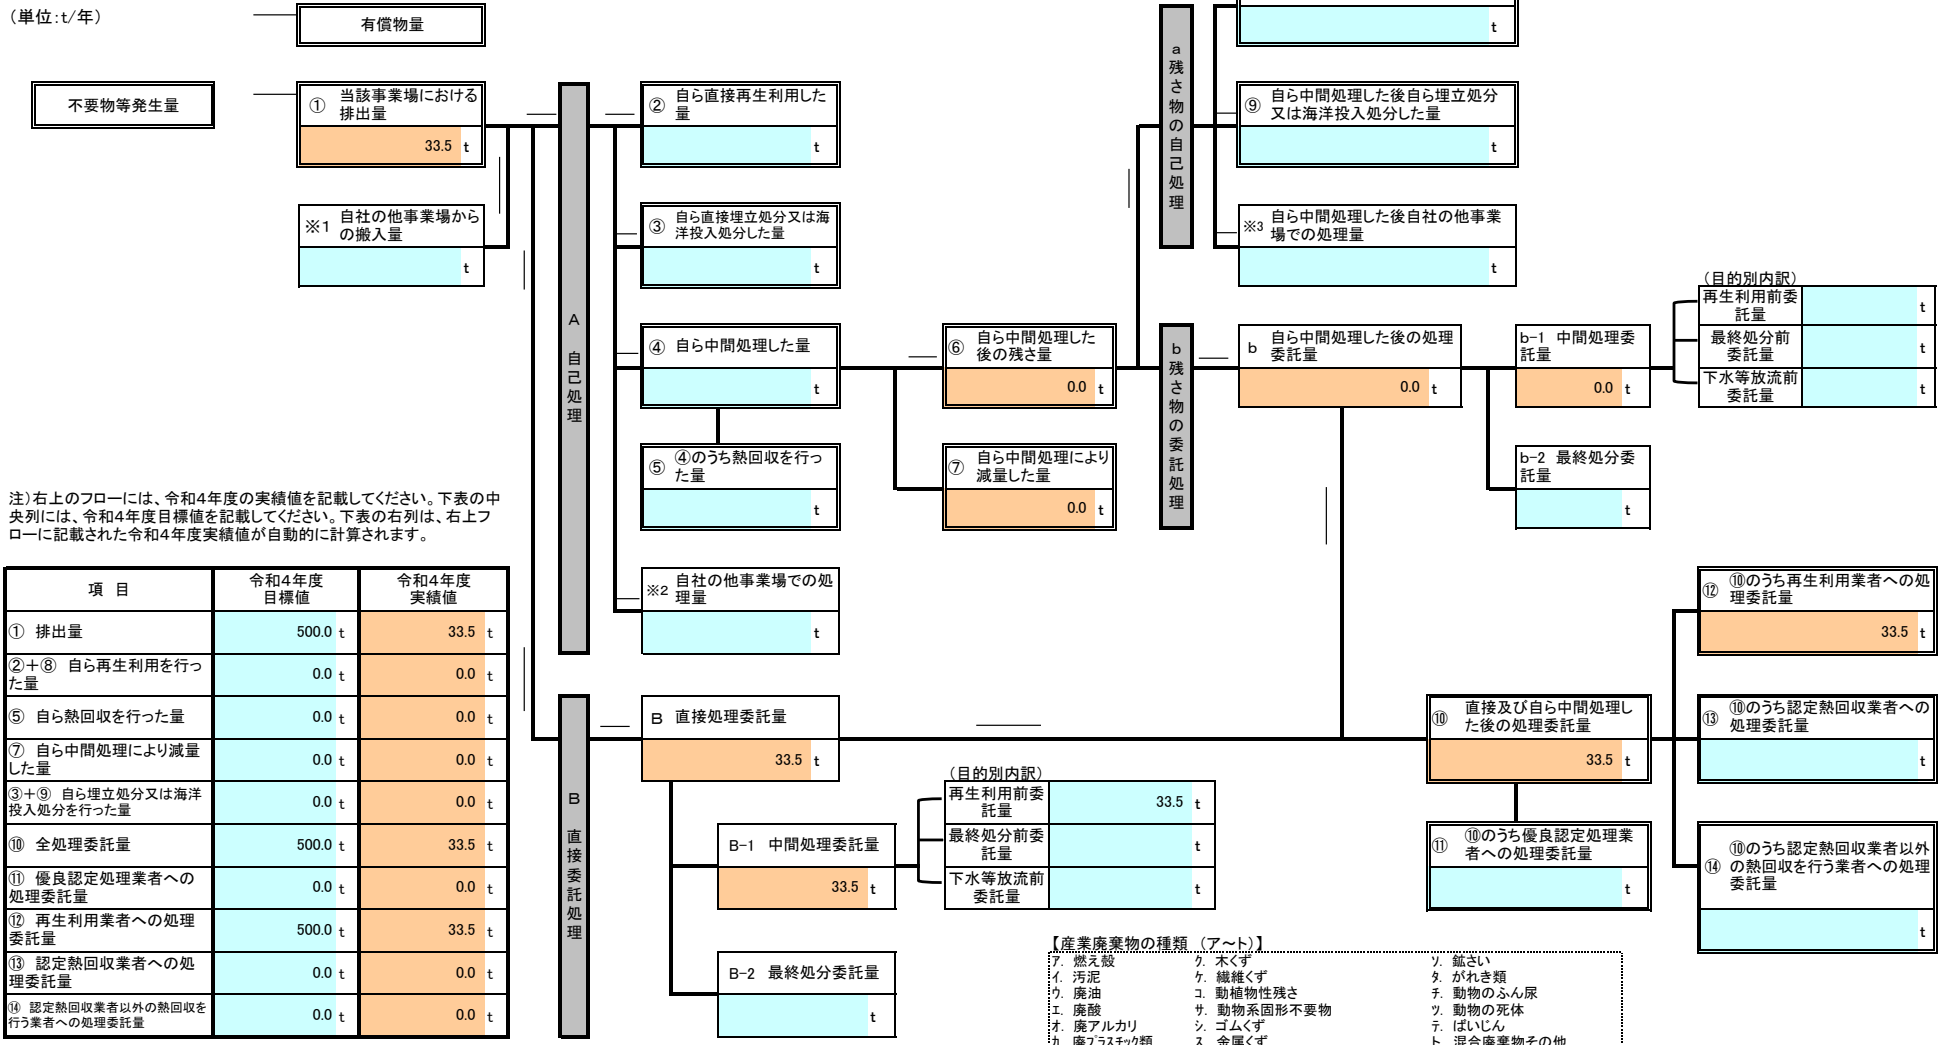 (単位:t/年)
有償物量
不要物等発生量
① 当該事業場における
排出量
33.5 t
※1 自社の他事業場から
の搬入量
t
A 自己処理
② 自ら直接再生利用した
量
t
③ 自ら直接埋立処分又は海
洋投入処分した量
t
④ 自ら中間処理した量
t
⑤ ④のうち熱回収を行っ
た量
t
※2 自社の他事業場での処
理量
t
⑥ 自ら中間処理した
後の残さ量
0.0 t
⑦ 自ら中間処理により
減量した量
0.0 t
a 残さ物の自己処理
t
⑨ 自ら中間処理した後自ら埋立処分
又は海洋投入処分した量
t
※3 自ら中間処理した後自社の他事業
場での処理量
t
b 残さ物の委託処理
b 自ら中間処理した後の処理
委託量
0.0 t
b-1 中間処理委
託量
0.0 t
b-2 最終処分委
託量
t
(目的別内訳)
再生利用前委
託量
t
最終処分前
委託量
t
下水等放流前
委託量
t
注)右上のフローには、令和4年度の実績値を記載してください。下表の中
央列には、令和4年度目標値を記載してください。下表の右列は、右上フ
ローに記載された令和4年度実績値が自動的に計算されます。
項 目 令和4年度
目標値 令和4年度
実績値
① 排出量 500.0 t 33.5 t
②+⑧ 自ら再生利用を行っ
た量 0.0 t 0.0 t
⑤ 自ら熱回収を行った量 0.0 t 0.0 t
⑦ 自ら中間処理により減量
した量 0.0 t 0.0 t
③+⑨ 自ら埋立処分又は海洋
投入処分を行った量 0.0 t 0.0 t
⑩ 全処理委託量 500.0 t 33.5 t
⑪ 優良認定処理業者への
処理委託量 0.0 t 0.0 t
⑫ 再生利用業者への処理
委託量 500.0 t 33.5 t
⑬ 認定熱回収業者への処
理委託量 0.0 t 0.0 t
⑭ 認定熱回収業者以外の熱回収を
行う業者への処理委託量 0.0 t 0.0 t
B 直接委託処理
B 直接処理委託量
33.5 t
B-1 中間処理委託量
33.5 t
B-2 最終処分委託量
t
(目的別内訳)
再生利用前委
託量
33.5 t
最終処分前委
託量
t
下水等放流前
委託量
t
⑩ 直接及び自ら中間処理し
た後の処理委託量
33.5 t
⑪ ⑩のうち優良認定処理業
者への処理委託量
t
⑫ ⑩のうち再生利用業者への処
理委託量
33.5 t
⑬ ⑩のうち認定熱回収業者への
処理委託量
t
⑭ ⑩のうち認定熱回収業者以外
の熱回収を行う業者への処理
委託量
t
【産業廃棄物の種類 (ア~ト)】
ア. 燃え殻 ク. 木くず ソ. 鉱さい
イ. 汚泥 ケ. 繊維くず タ. がれき類
ウ. 廃油 コ. 動植物性残さ チ. 動物のふん尿
エ. 廃酸 サ. 動物系固形不要物 ツ. 動物の死体
オ. 廃アルカリ シ. ゴムくず テ. ばいじん
カ. 廃プラスチック類 ス. 金属くず ト. 混合廃棄物その他